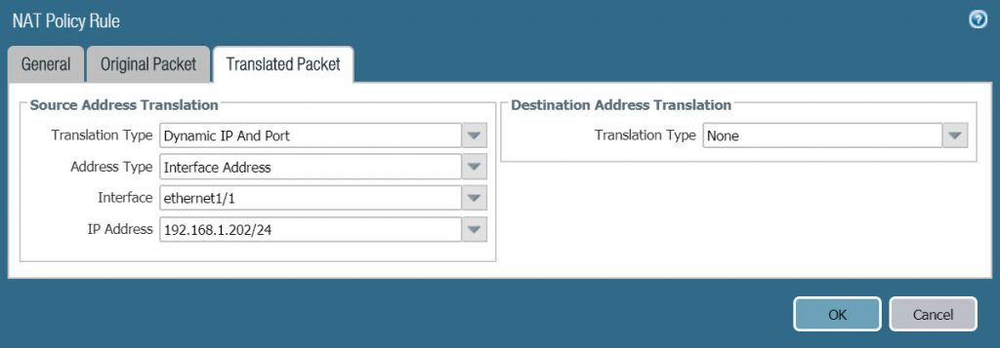 NAT Policy Rule
General Original Packet Translated Packet
Source Address Translation
Translation Type Dynamic IP And Port
Address Type Interface Address
Interface ethernet1/1
IP Address 192.168.1.202/24
Destination Address Translation
Translation Type None
OK Cancel